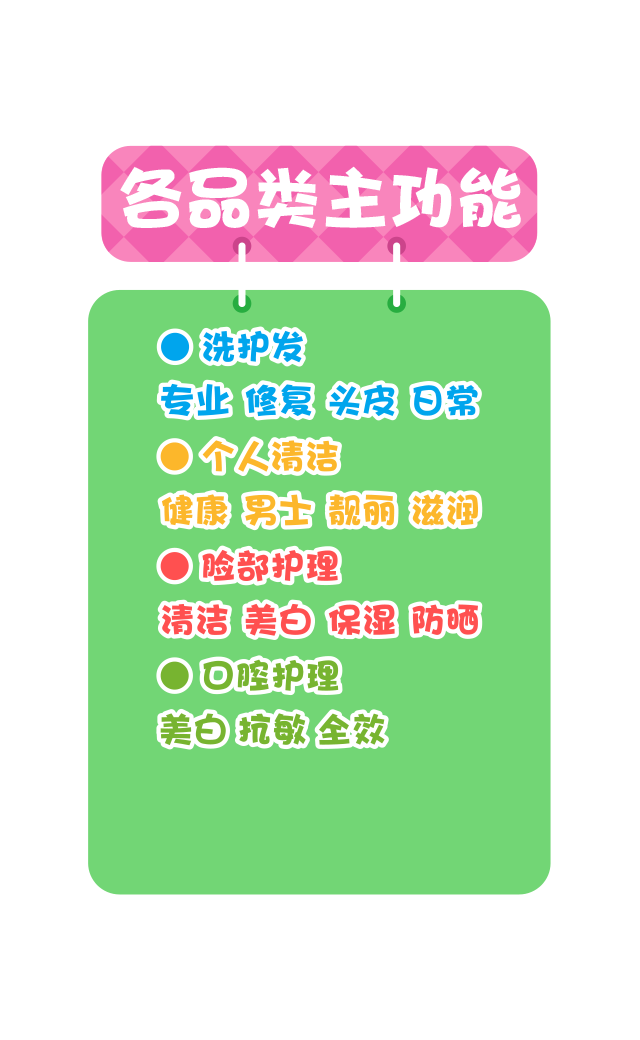 各品类主功能
● 洗护发
专业 修复 头皮 日常
● 个人清洁
健康 男士 靓丽 滋润
● 脸部护理
清洁 美白 保湿 防晒
● 口腔护理
美白 抗敏 全效